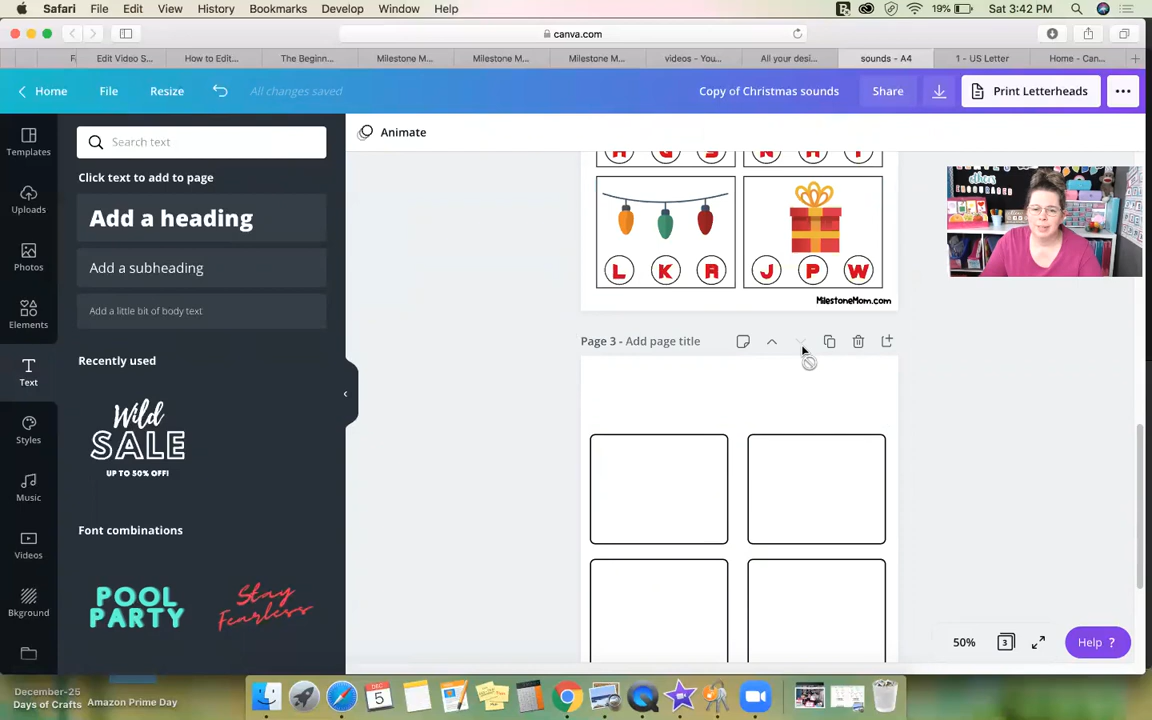 Safari File Edit View History Bookmarks Develop Window Help
19% Sat 3:42 PM
canva.com
Edit Video S... How to Edit... The Beginn... Milestone M... Milestone M... Milestone M... videos - You... All your desi... sounds - A4 1 - US Letter Home - Can...
Home File Resize All changes saved Copy of Christmas sounds Share Print Letterheads
Templates
Uploads
Photos
Elements
Text
Styles
Music
Videos
Bkground
Search text
Click text to add to page
Add a heading
Add a subheading
Add a little bit of body text
Recently used
Wild
SALE
UP TO 50% OFF!
Font combinations
POOL
PARTY
Stay
Fearless
Animate
L K R J P W
MilestoneMom.com
Page 3 - Add page title
50% 3 Help ?
December-25
Days of Crafts Amazon Prime Day
DEC
5